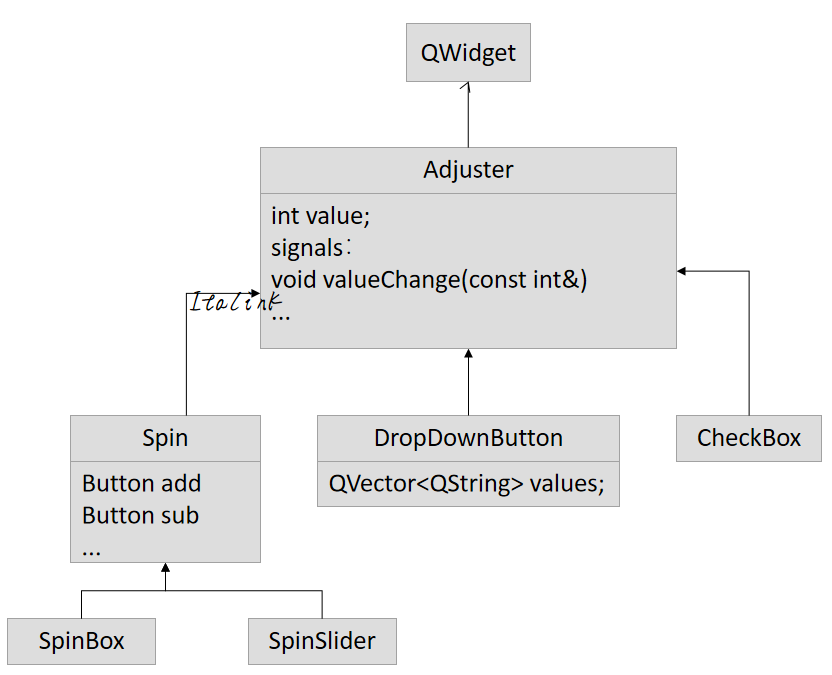 QWidget
Adjuster
int value;
signals：
void valueChange(const int&)
Italink
...
Spin
Button add
Button sub
...
DropDownButton
QVector<QString> values;
CheckBox
SpinBox
SpinSlider